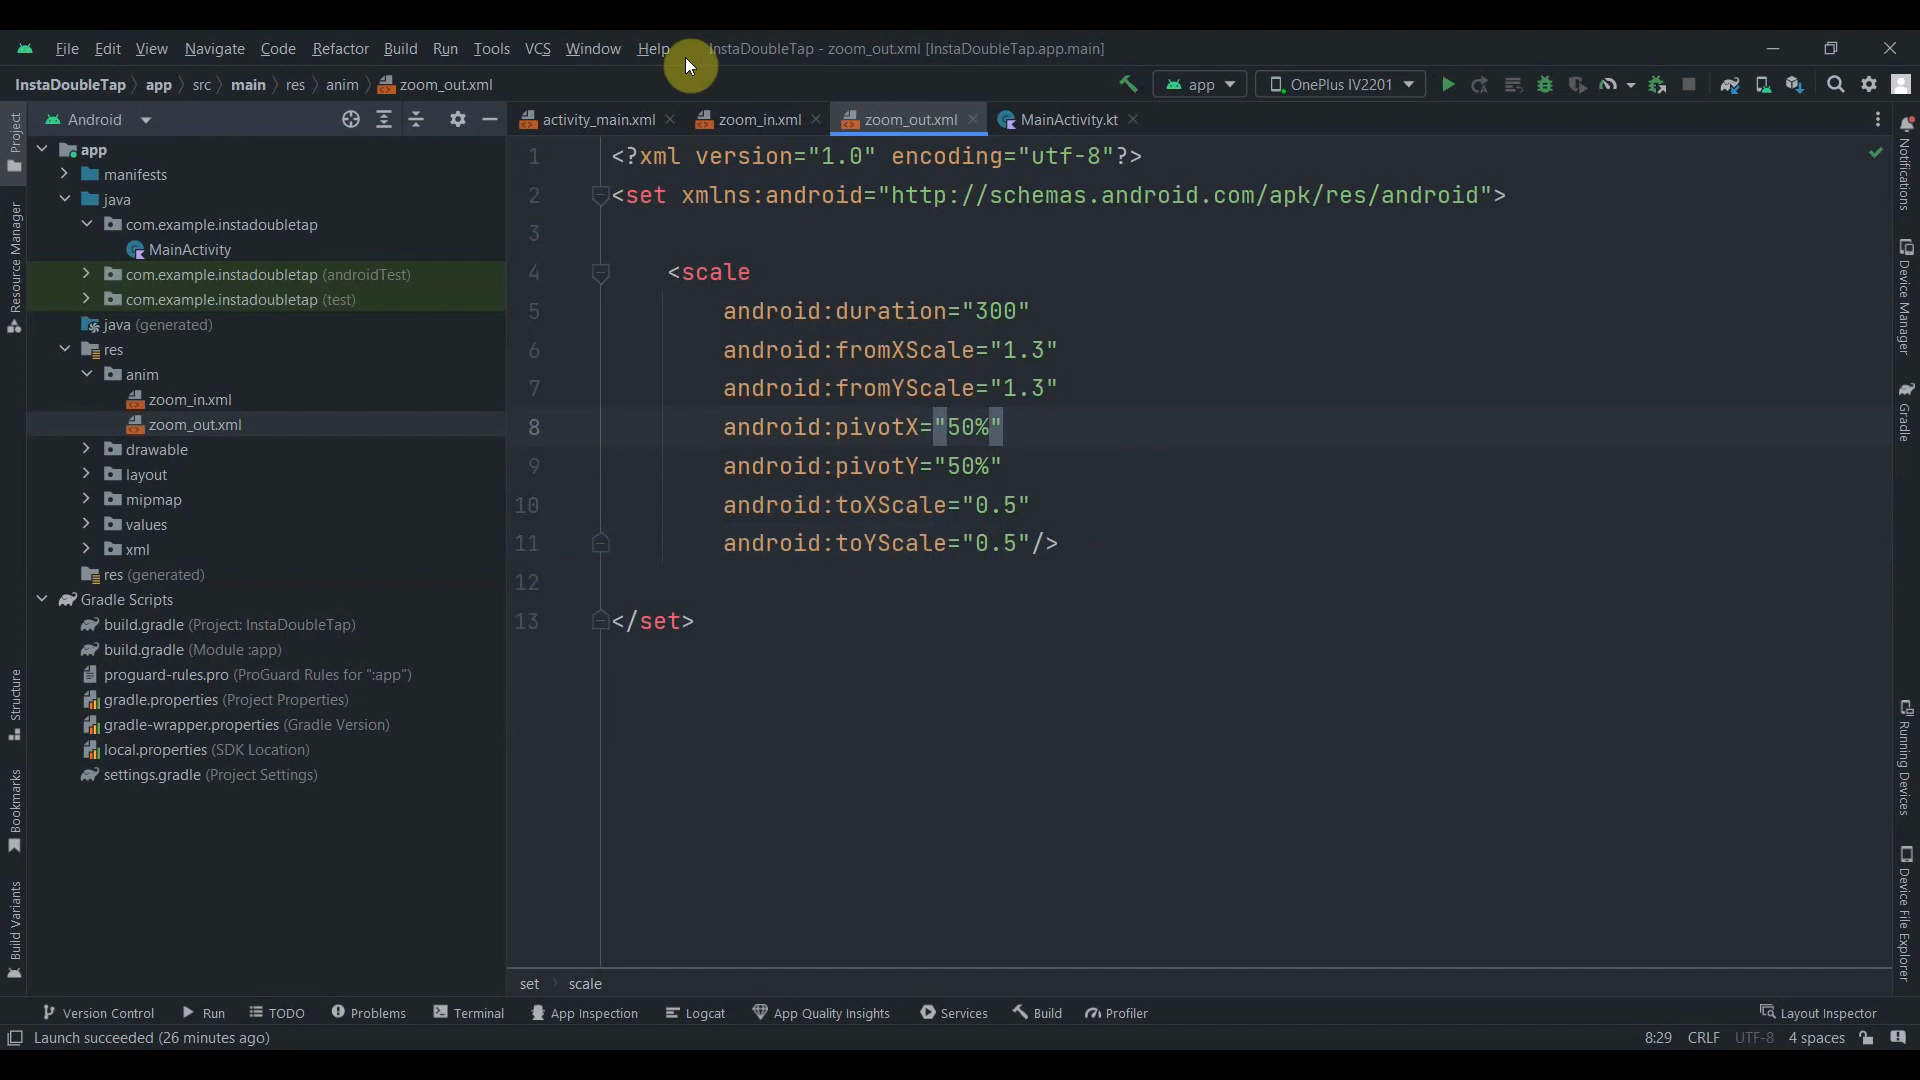 File Edit View Navigate Code Refactor Build Run Tools VCS Window Help InstaDoubleTap - zoom_out.xml [InstaDoubleTap.app.main]
InstaDoubleTap app src main res anim zoom_out.xml app OnePlus IV2201
Project
Resource Manager
Structure
Bookmarks
Build Variants
Android
app
manifests
java
com.example.instadoubletap
MainActivity
com.example.instadoubletap (androidTest)
com.example.instadoubletap (test)
java (generated)
res
anim
zoom_in.xml
zoom_out.xml
drawable
layout
mipmap
values
xml
res (generated)
Gradle Scripts
build.gradle (Project: InstaDoubleTap)
build.gradle (Module :app)
proguard-rules.pro (ProGuard Rules for ":app")
gradle.properties (Project Properties)
gradle-wrapper.properties (Gradle Version)
local.properties (SDK Location)
settings.gradle (Project Settings)
activity_main.xml zoom_in.xml zoom_out.xml MainActivity.kt
1 <?xml version="1.0" encoding="utf-8"?>
2 <set xmlns:android="http://schemas.android.com/apk/res/android">
3
4 <scale
5 android:duration="300"
6 android:fromXScale="1.3"
7 android:fromYScale="1.3"
8 android:pivotX="50%"
9 android:pivotY="50%"
10 android:toXScale="0.5"
11 android:toYScale="0.5"/>
12
13 </set>
set scale
Notifications
Device Manager
Gradle
Running Devices
Device File Explorer
Version Control Run TODO Problems Terminal App Inspection Logcat App Quality Insights Services Build Profiler Layout Inspector
Launch succeeded (26 minutes ago) 8:29 CRLF UTF-8 4 spaces